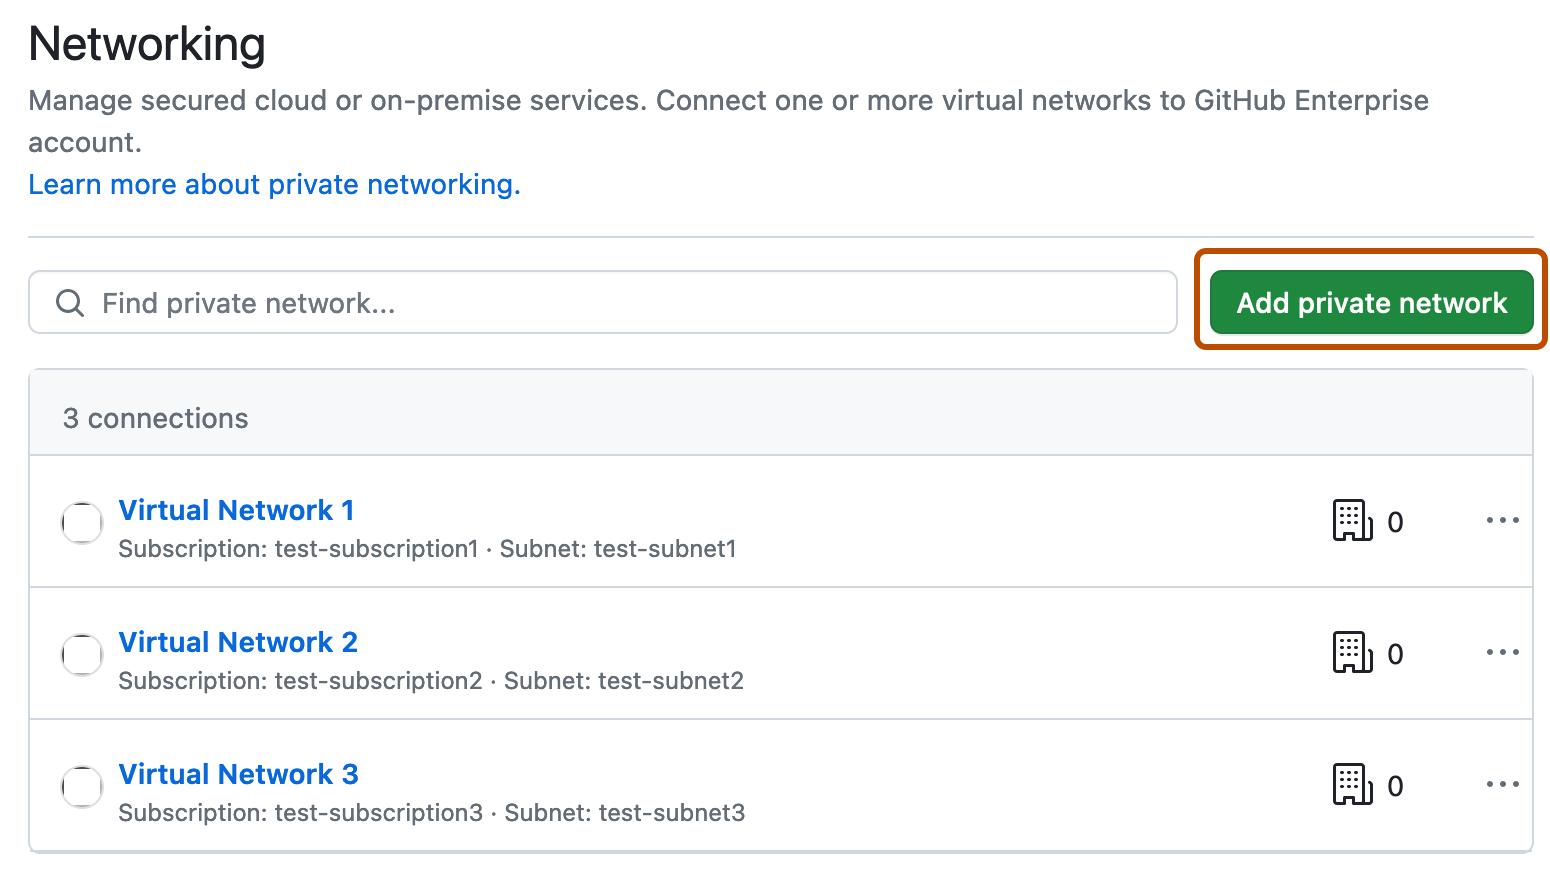 Networking
Manage secured cloud or on-premise services. Connect one or more virtual networks to GitHub Enterprise
account.
Learn more about private networking.
Find private network...
Add private network
3 connections
Virtual Network 1
Subscription: test-subscription1 · Subnet: test-subnet1
0
Virtual Network 2
Subscription: test-subscription2 · Subnet: test-subnet2
0
Virtual Network 3
Subscription: test-subscription3 · Subnet: test-subnet3
0